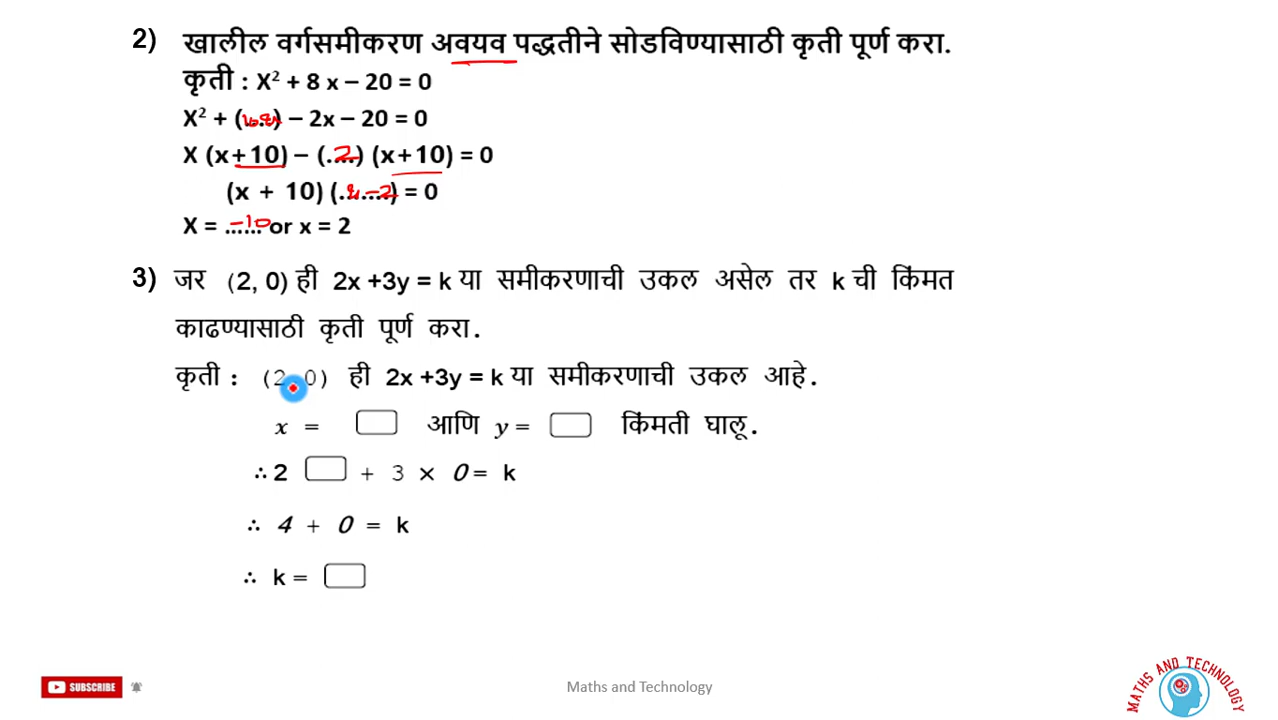 2) खालील वर्गसमीकरण अवयव पद्धतीने सोडविण्यासाठी कृती पूर्ण करा.
कृती : X² + 8 x – 20 = 0
X² + (10x) – 2x – 20 = 0
X (x+10) – (..2..) (x+10) = 0
(x + 10) (..x-2..) = 0
X = ..-10.. or x = 2
3) जर (2, 0) ही 2x +3y = k या समीकरणाची उकल असेल तर k ची किंमत
काढण्यासाठी कृती पूर्ण करा.
कृती : (2, 0) ही 2x +3y = k या समीकरणाची उकल आहे.
x = आणि y = किंमती घालू.
∴ 2 + 3 × 0 = k
∴ 4 + 0 = k
∴ k =
SUBSCRIBE
Maths and Technology
MATHS AND TECHNOLOGY